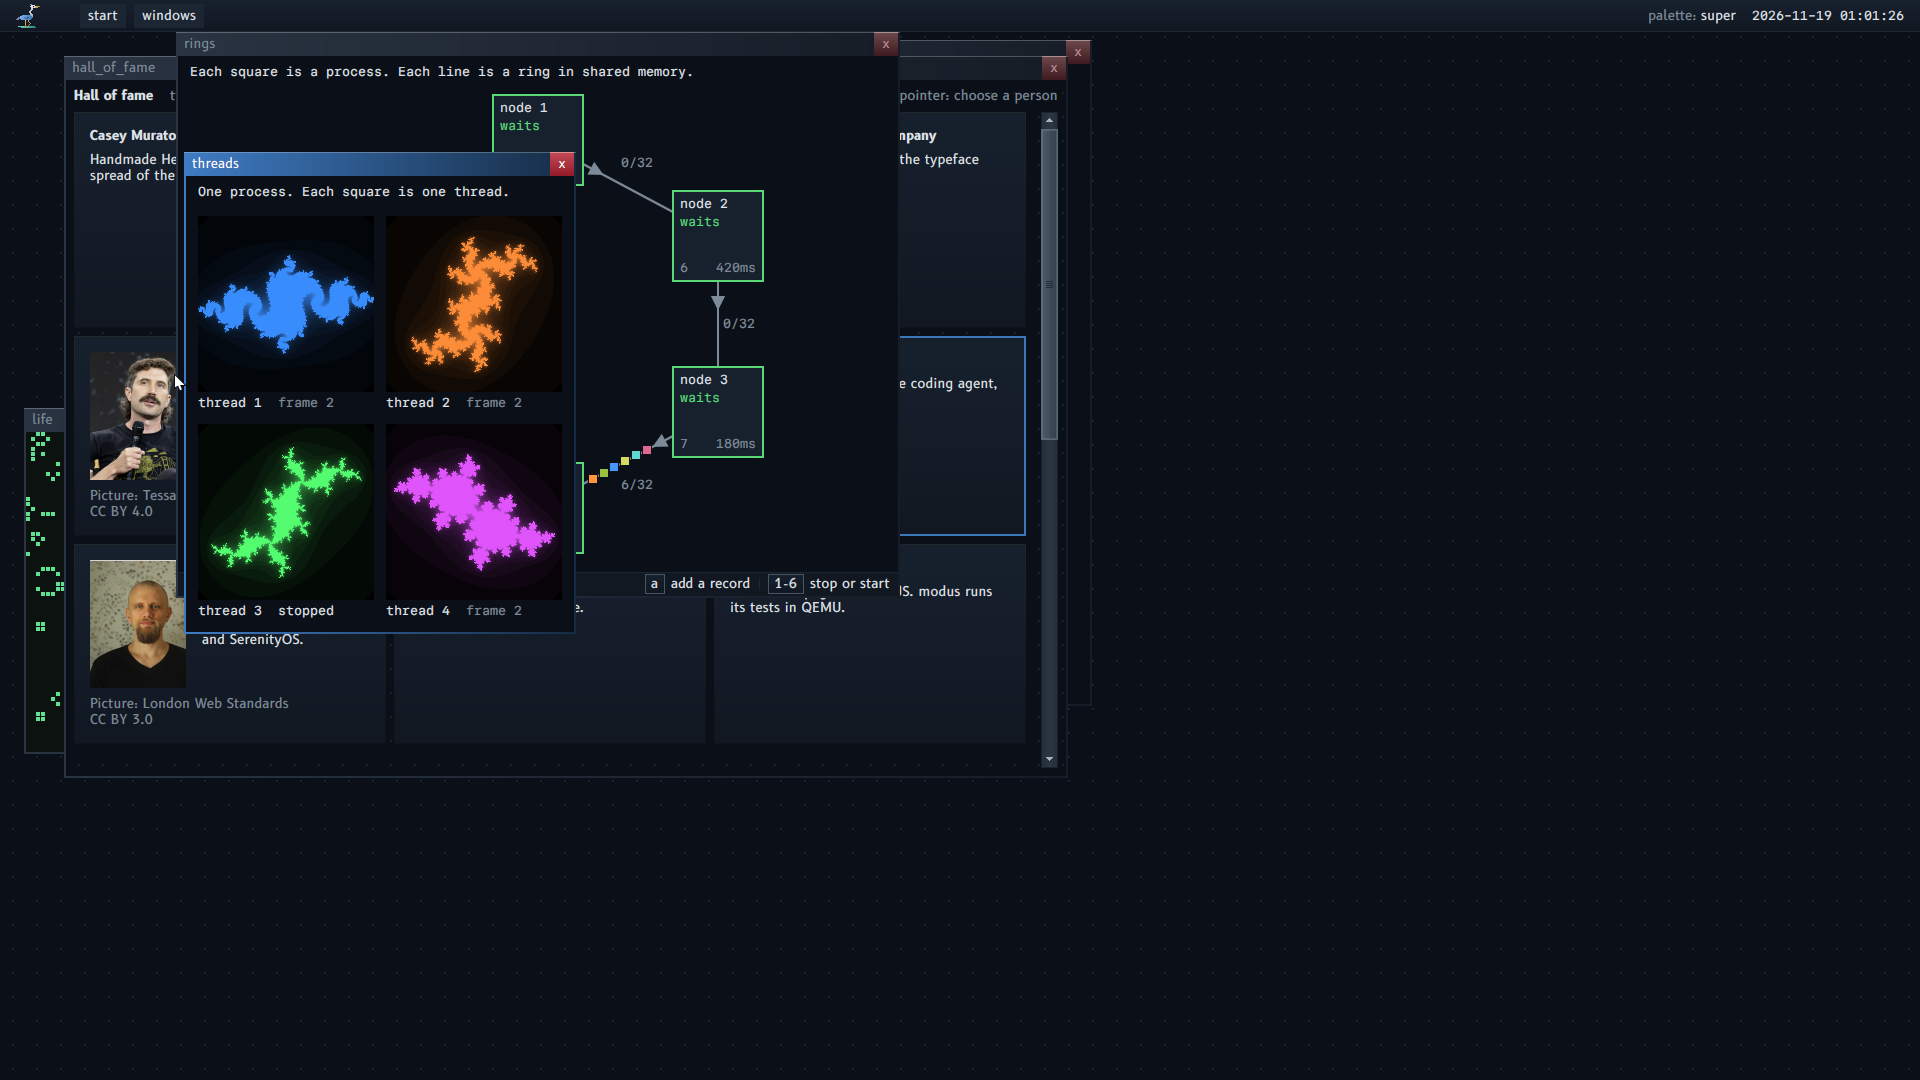 start windows palette: super 2026-11-19 01:01:26
rings x
x
hall_of_fame x
Each square is a process. Each line is a ring in shared memory.
Hall of fame
pointer: choose a person
node 1
waits
0/32
node 2
waits
6 420ms
0/32
node 3
waits
7 180ms
6/32
a add a record 1-6 stop or start
threads x
One process. Each square is one thread.
thread 1 frame 2
thread 2 frame 2
thread 3 stopped
thread 4 frame 2
Casey
Handmade
spread of the
the typeface
Picture: Tessa
CC BY 4.0
coding agent,
life
and SerenityOS.
Picture: London Web Standards
CC BY 3.0
modus runs
its tests in QEMU.